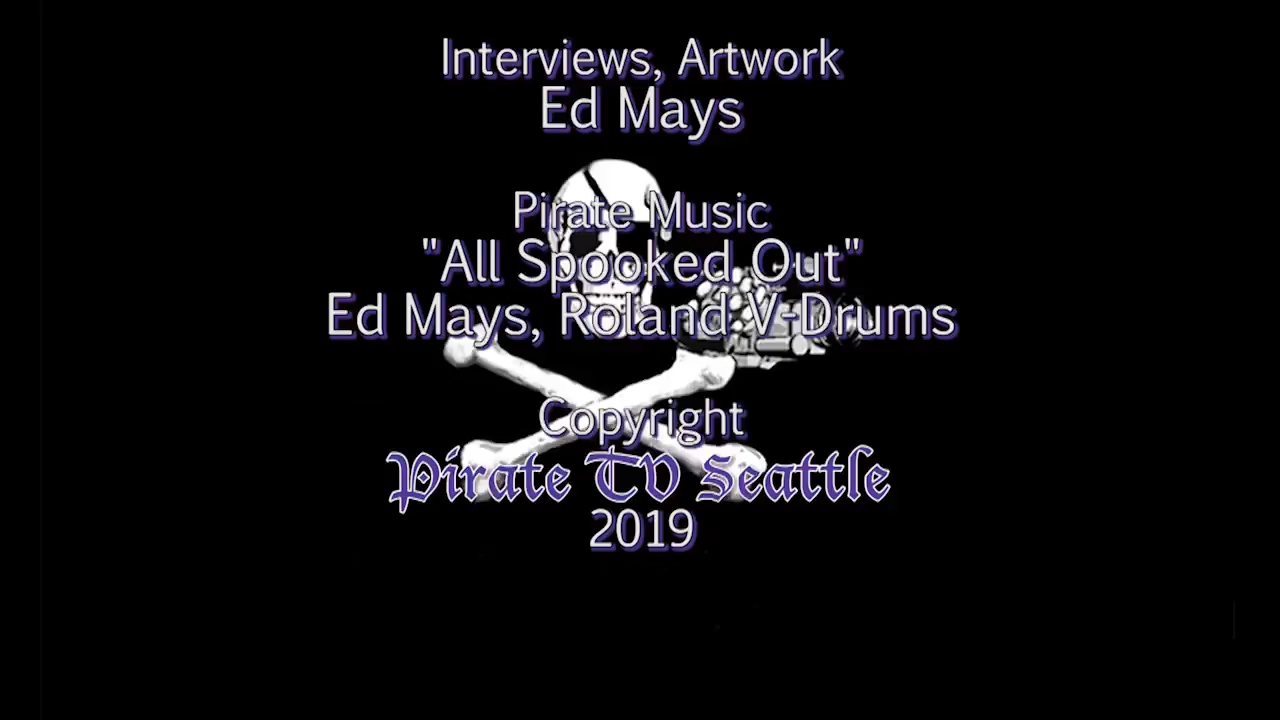 Interviews, Artwork
Ed Mays
Pirate Music
"All Spooked Out"
Ed Mays, Roland V-Drums
Copyright
Pirate TV Seattle
2019